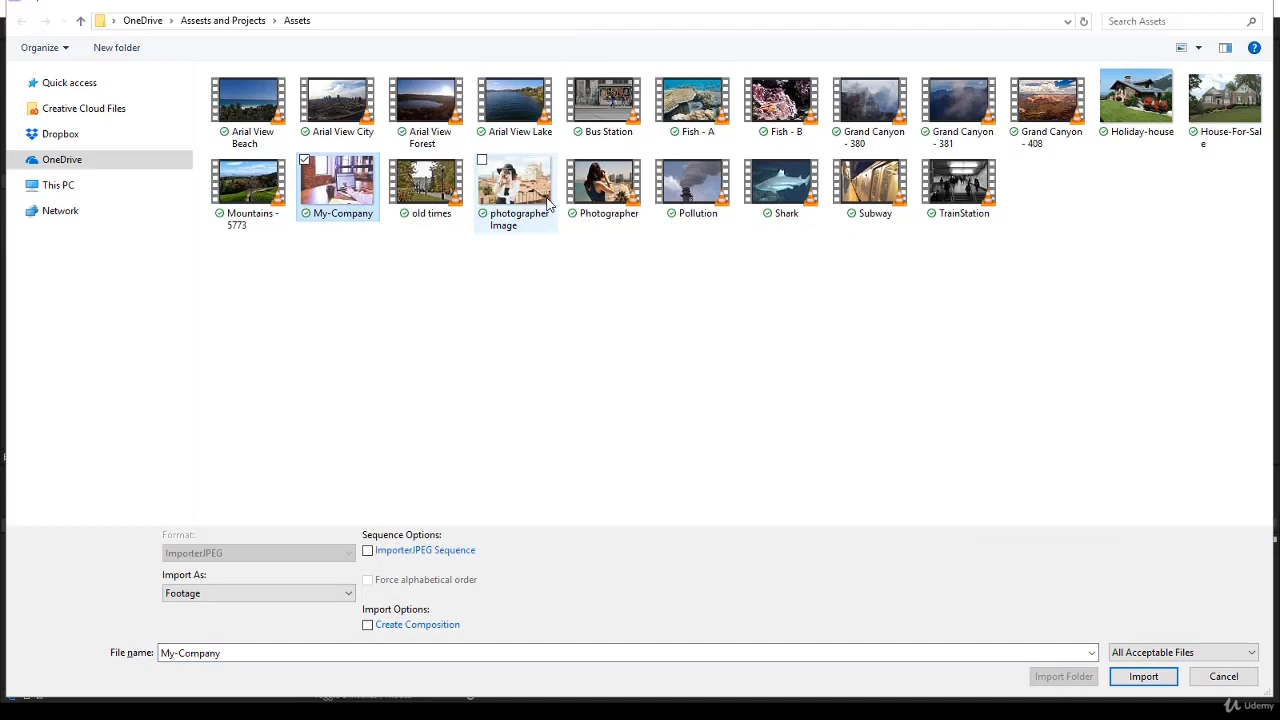 OneDrive > Assests and Projects > Assets
Search Assets
Organize
New folder
Quick access
Creative Cloud Files
Dropbox
OneDrive
This PC
Network
Arial View Beach
Arial View City
Arial View Forest
Arial View Lake
Bus Station
Fish - A
Fish - B
Grand Canyon - 380
Grand Canyon - 381
Grand Canyon - 408
Holiday-house
House-For-Sale
Mountains - 5773
My-Company
old times
photographer Image
Photographer
Pollution
Shark
Subway
TrainStation
Format:
ImporterJPEG
Import As:
Footage
Sequence Options:
ImporterJPEG Sequence
Force alphabetical order
Import Options:
Create Composition
File name:
My-Company
All Acceptable Files
Import Folder
Import
Cancel
Udemy